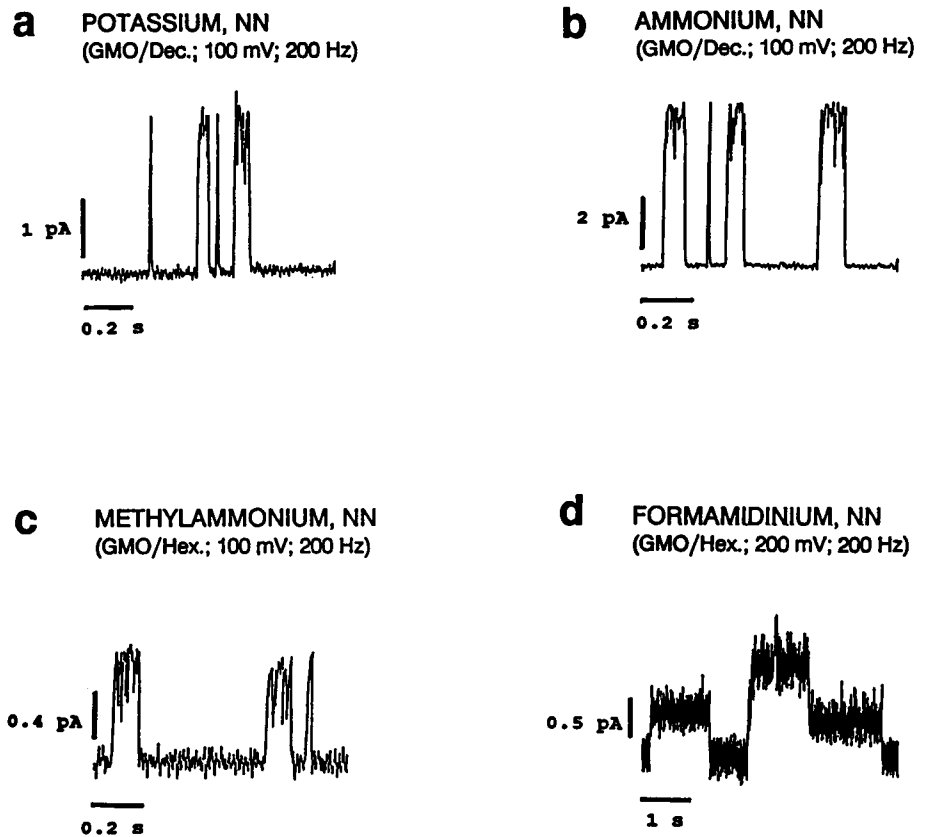 a POTASSIUM, NN
(GMO/Dec.; 100 mV; 200 Hz)
1 pA
0.2 s
b AMMONIUM, NN
(GMO/Dec.; 100 mV; 200 Hz)
2 pA
0.2 s
c METHYLAMMONIUM, NN
(GMO/Hex.; 100 mV; 200 Hz)
0.4 pA
0.2 s
d FORMAMIDINIUM, NN
(GMO/Hex.; 200 mV; 200 Hz)
0.5 pA
1 s